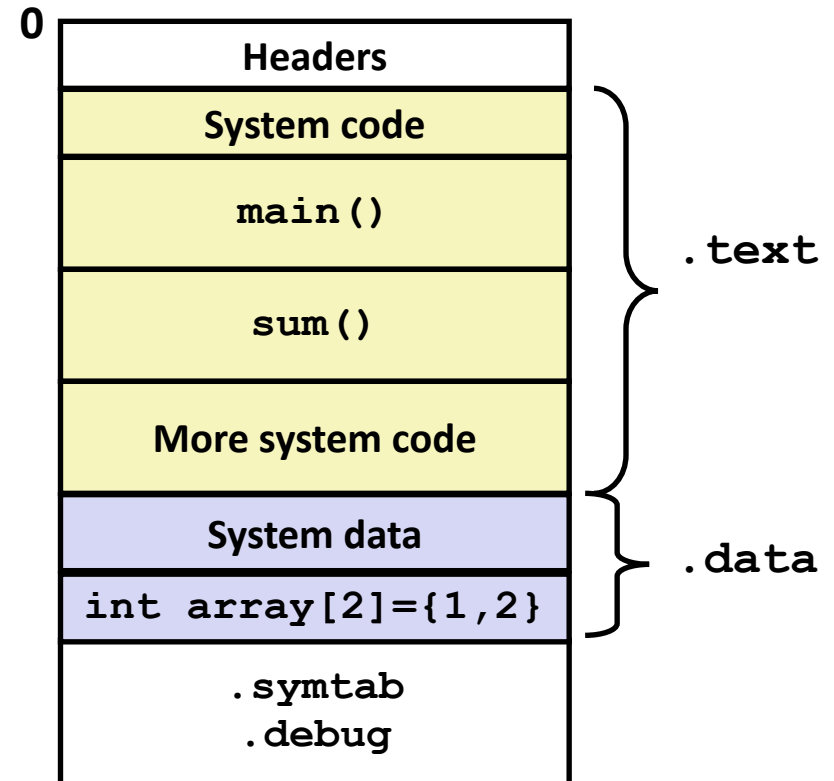 0
Headers
System code
main()
sum()
More system code
.text
System data
int array[2]={1,2}
.data
.symtab
.debug